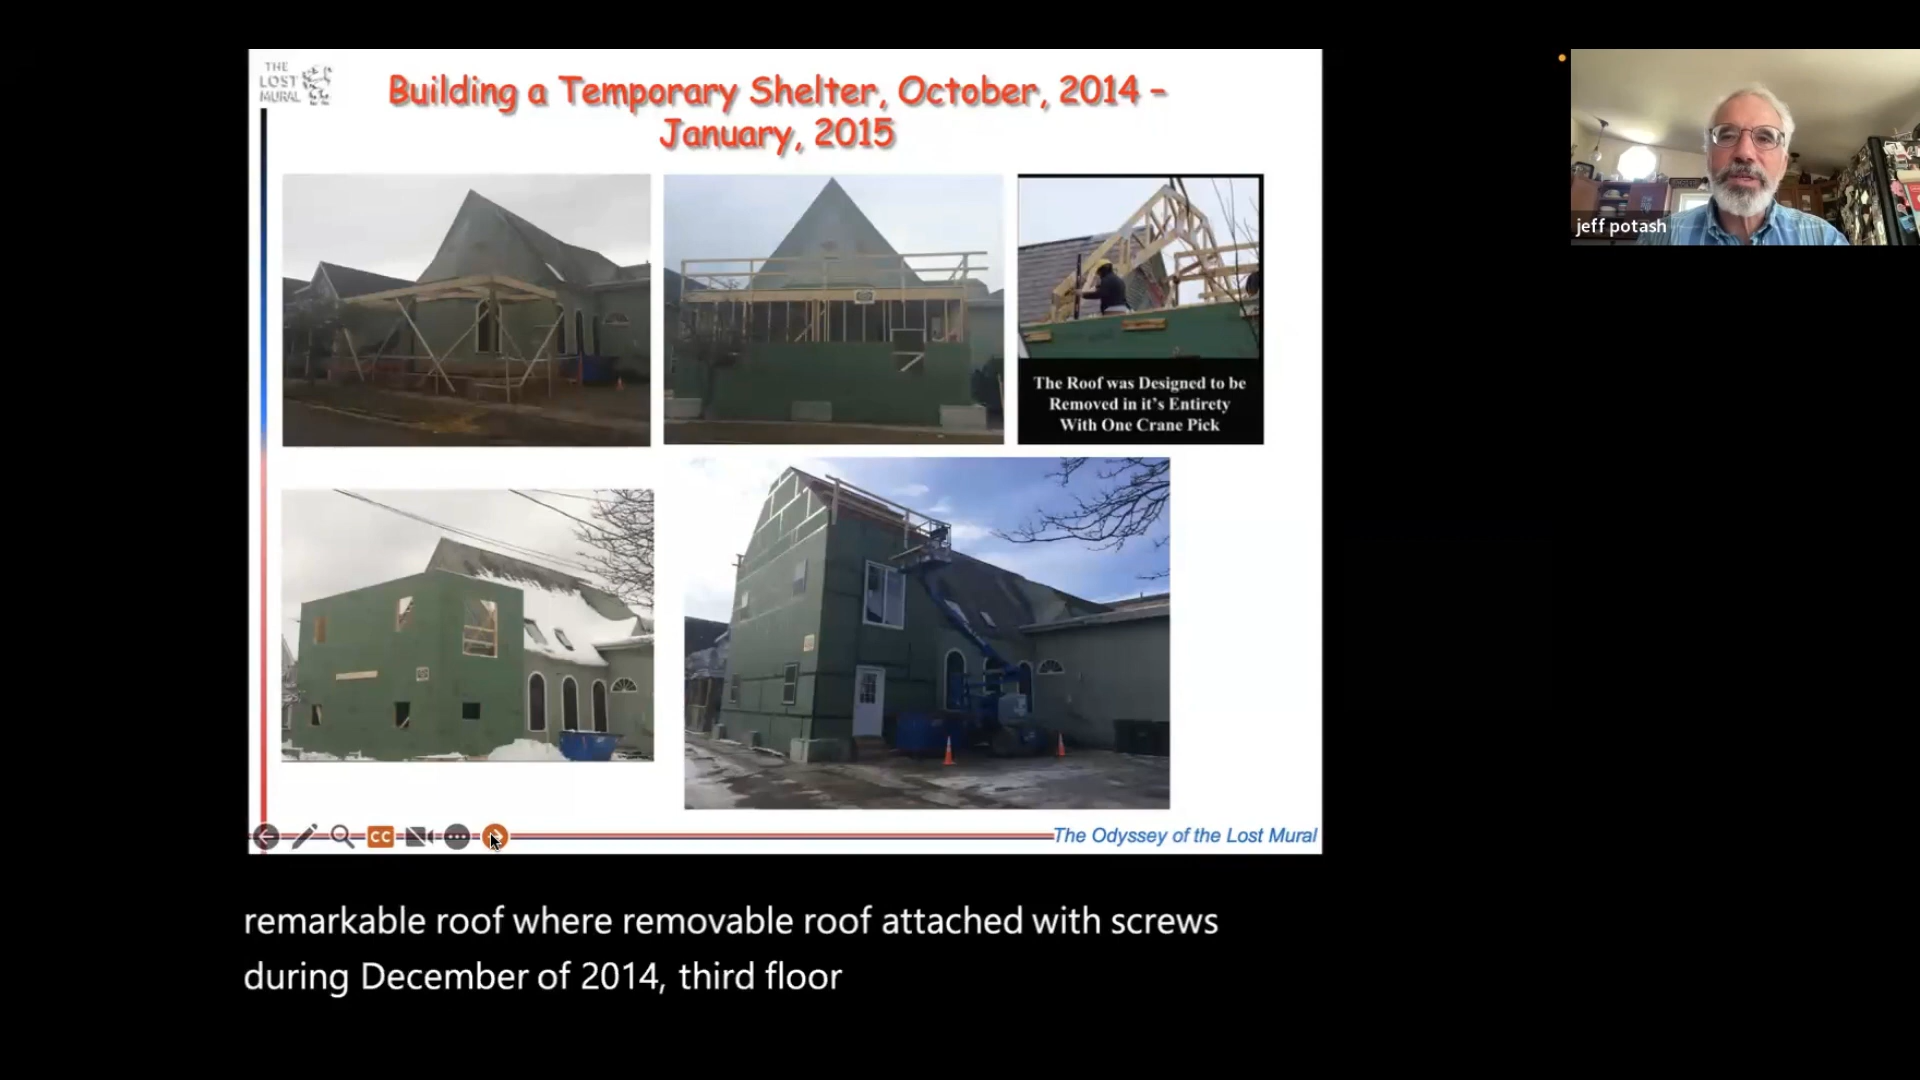 THE
LOST
MURAL
Building a Temporary Shelter, October, 2014 –
January, 2015
The Roof was Designed to be
Removed in it's Entirety
With One Crane Pick
CC
The Odyssey of the Lost Mural
jeff potash
remarkable roof where removable roof attached with screws
during December of 2014, third floor